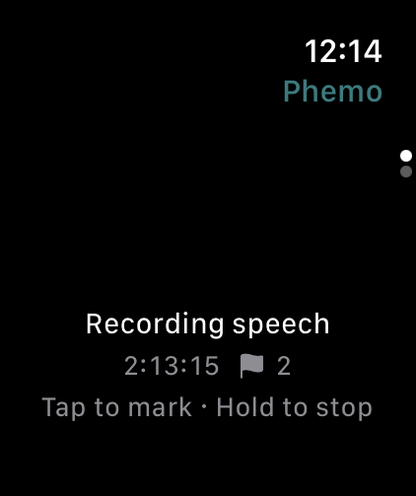 12:14
Phemo
Recording speech
2:13:15 2
Tap to mark · Hold to stop